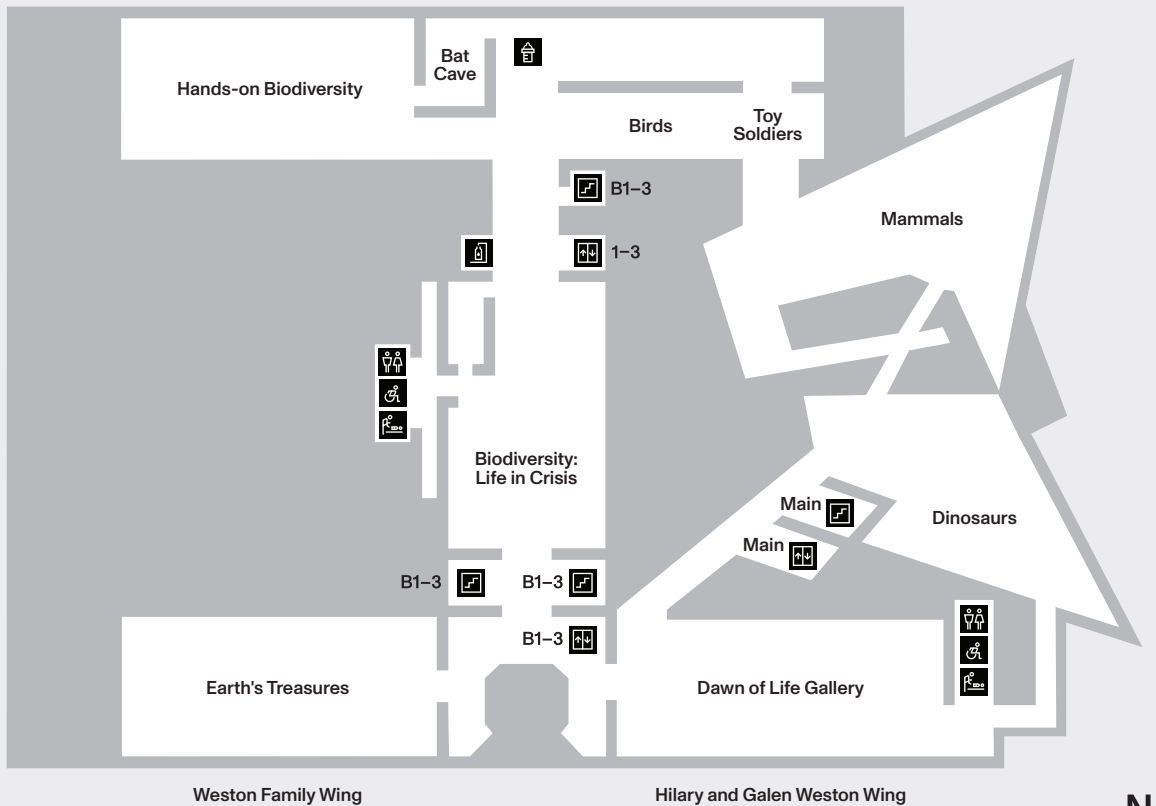 Bat
Cave
Hands-on Biodiversity
Birds
Toy
Soldiers
B1–3
Mammals
1–3
Biodiversity:
Life in Crisis
Main
Dinosaurs
Main
B1–3
B1–3
B1–3
Earth's Treasures
Dawn of Life Gallery
Weston Family Wing
Hilary and Galen Weston Wing
N